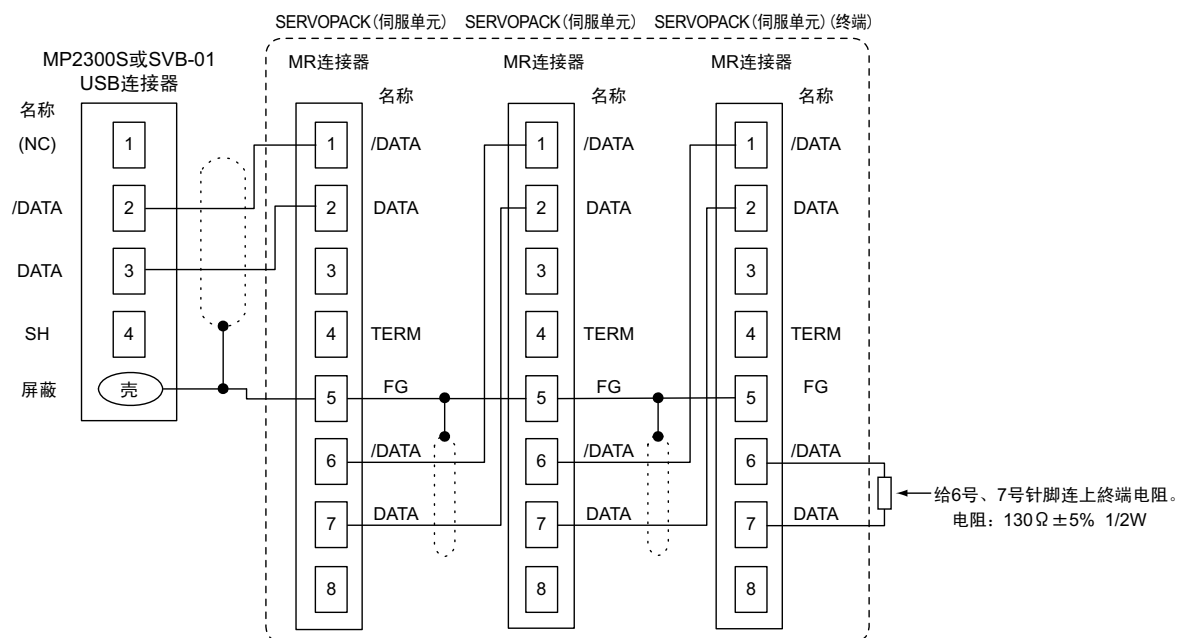 SERVOPACK(伺服单元) SERVOPACK(伺服单元) SERVOPACK(伺服单元)(终端)
MP2300S或SVB-01
USB连接器
MR连接器 MR连接器 MR连接器
名称 名称 名称 名称
(NC) 1 1 /DATA 1 /DATA 1 /DATA
/DATA 2 2 DATA 2 DATA 2 DATA
DATA 3 3 3 3
SH 4 4 TERM 4 TERM 4 TERM
屏蔽 壳 5 FG 5 FG 5 FG
6 /DATA 6 /DATA 6 /DATA
7 DATA 7 DATA 7 DATA
8 8 8
给6号、7号针脚连上終端电阻。
电阻：130Ω±5% 1/2W